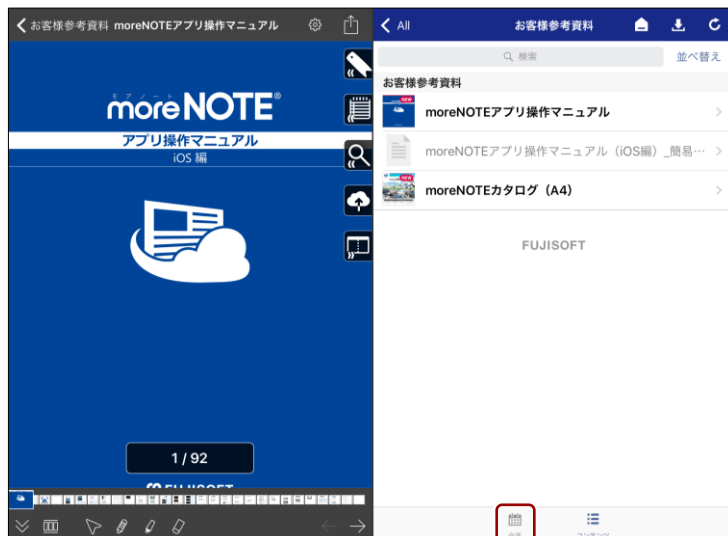 お客様参考資料 moreNOTEアプリ操作マニュアル
モアノート
moreNOTE®
アプリ操作マニュアル
iOS 編
1 / 92
All
お客様参考資料
検索
並べ替え
お客様参考資料
NEW
moreNOTEアプリ操作マニュアル
moreNOTEアプリ操作マニュアル(iOS編)_簡易…
NEW
moreNOTEカタログ(A4)
FUJISOFT